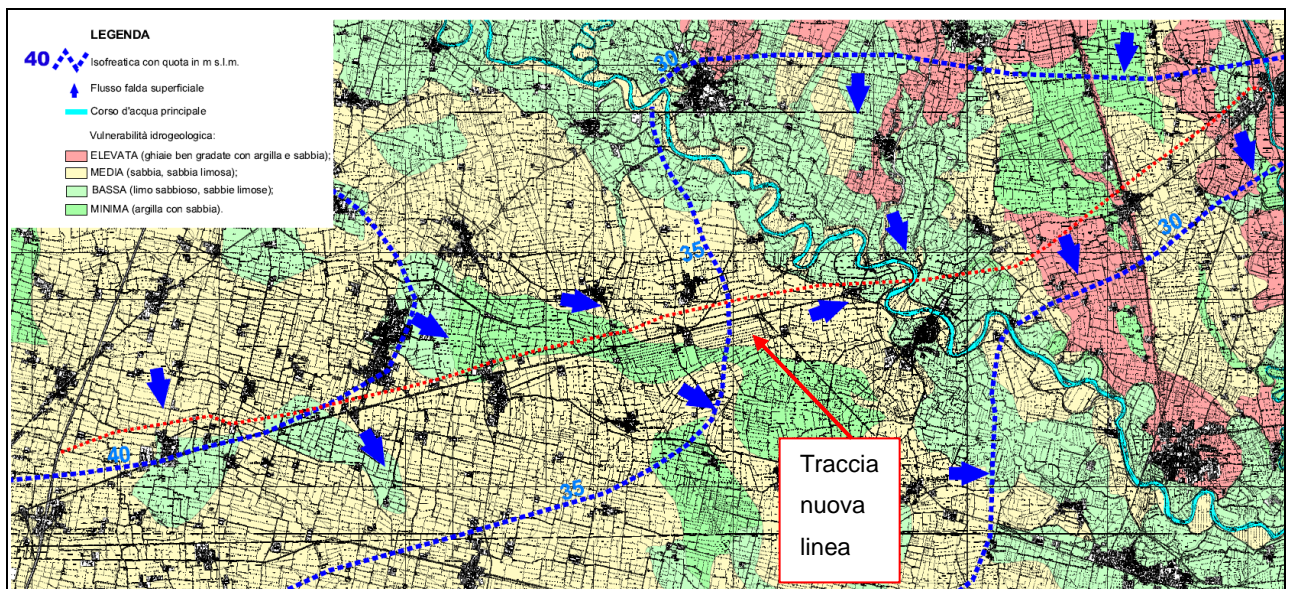 LEGENDA
40 Isofreatica con quota in m s.l.m.
Flusso falda superficiale
Corso d'acqua principale
Vulnerabilità idrogeologica:
ELEVATA (ghiaie ben gradate con argilla e sabbia);
MEDIA (sabbia, sabbia limosa);
BASSA (limo sabbioso, sabbie limose);
MINIMA (argilla con sabbia).
30
35
30
40
35
Traccia
nuova
linea